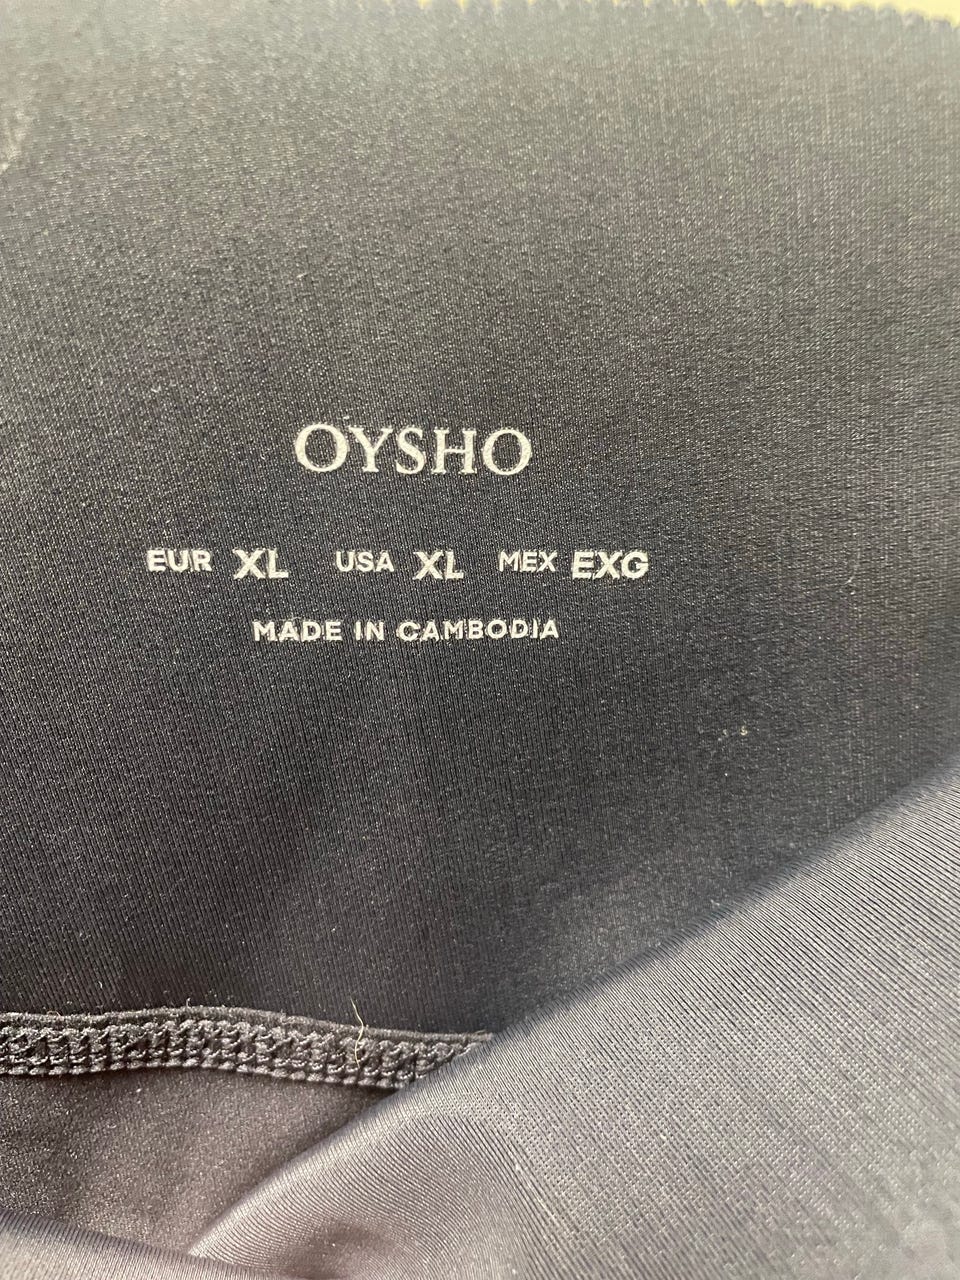 OYSHO
EUR XL USA XL MEX EXG
MADE IN CAMBODIA